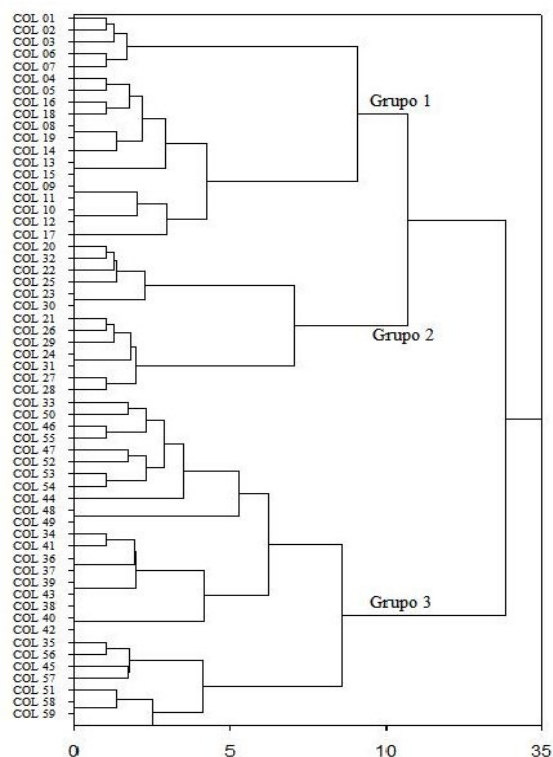 COL 01
COL 02
COL 03
COL 06
COL 07
COL 04
COL 05
COL 16
COL 18
COL 08
COL 19
COL 14
COL 13
COL 15
COL 09
COL 11
COL 10
COL 12
COL 17
COL 20
COL 32
COL 22
COL 25
COL 23
COL 30
COL 21
COL 26
COL 29
COL 24
COL 31
COL 27
COL 28
COL 33
COL 50
COL 46
COL 55
COL 47
COL 52
COL 53
COL 54
COL 44
COL 48
COL 49
COL 34
COL 41
COL 36
COL 37
COL 39
COL 43
COL 38
COL 40
COL 42
COL 35
COL 56
COL 45
COL 57
COL 51
COL 58
COL 59
Grupo 1
Grupo 2
Grupo 3
0 5 10 35